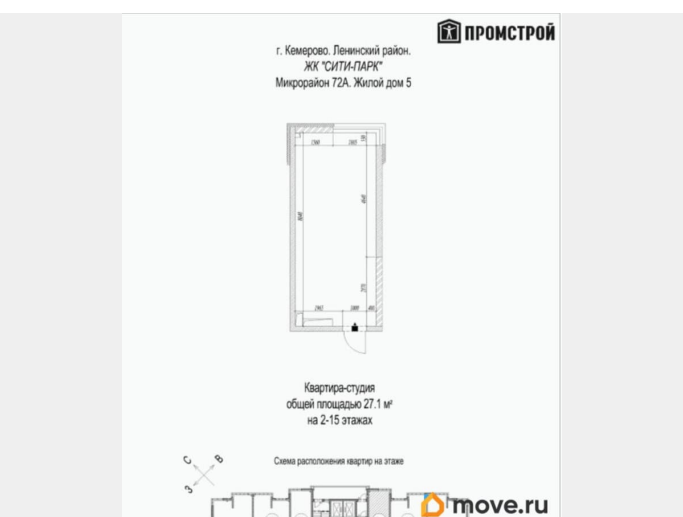 ПРОМСТРОЙ
г. Кемерово. Ленинский район.
ЖК "СИТИ-ПАРК"
Микрорайон 72А. Жилой дом 5
Квартира-студия
общей площадью 27.1 м²
на 2-15 этажах
С В
Схема расположения квартир на этаже
З
move.ru